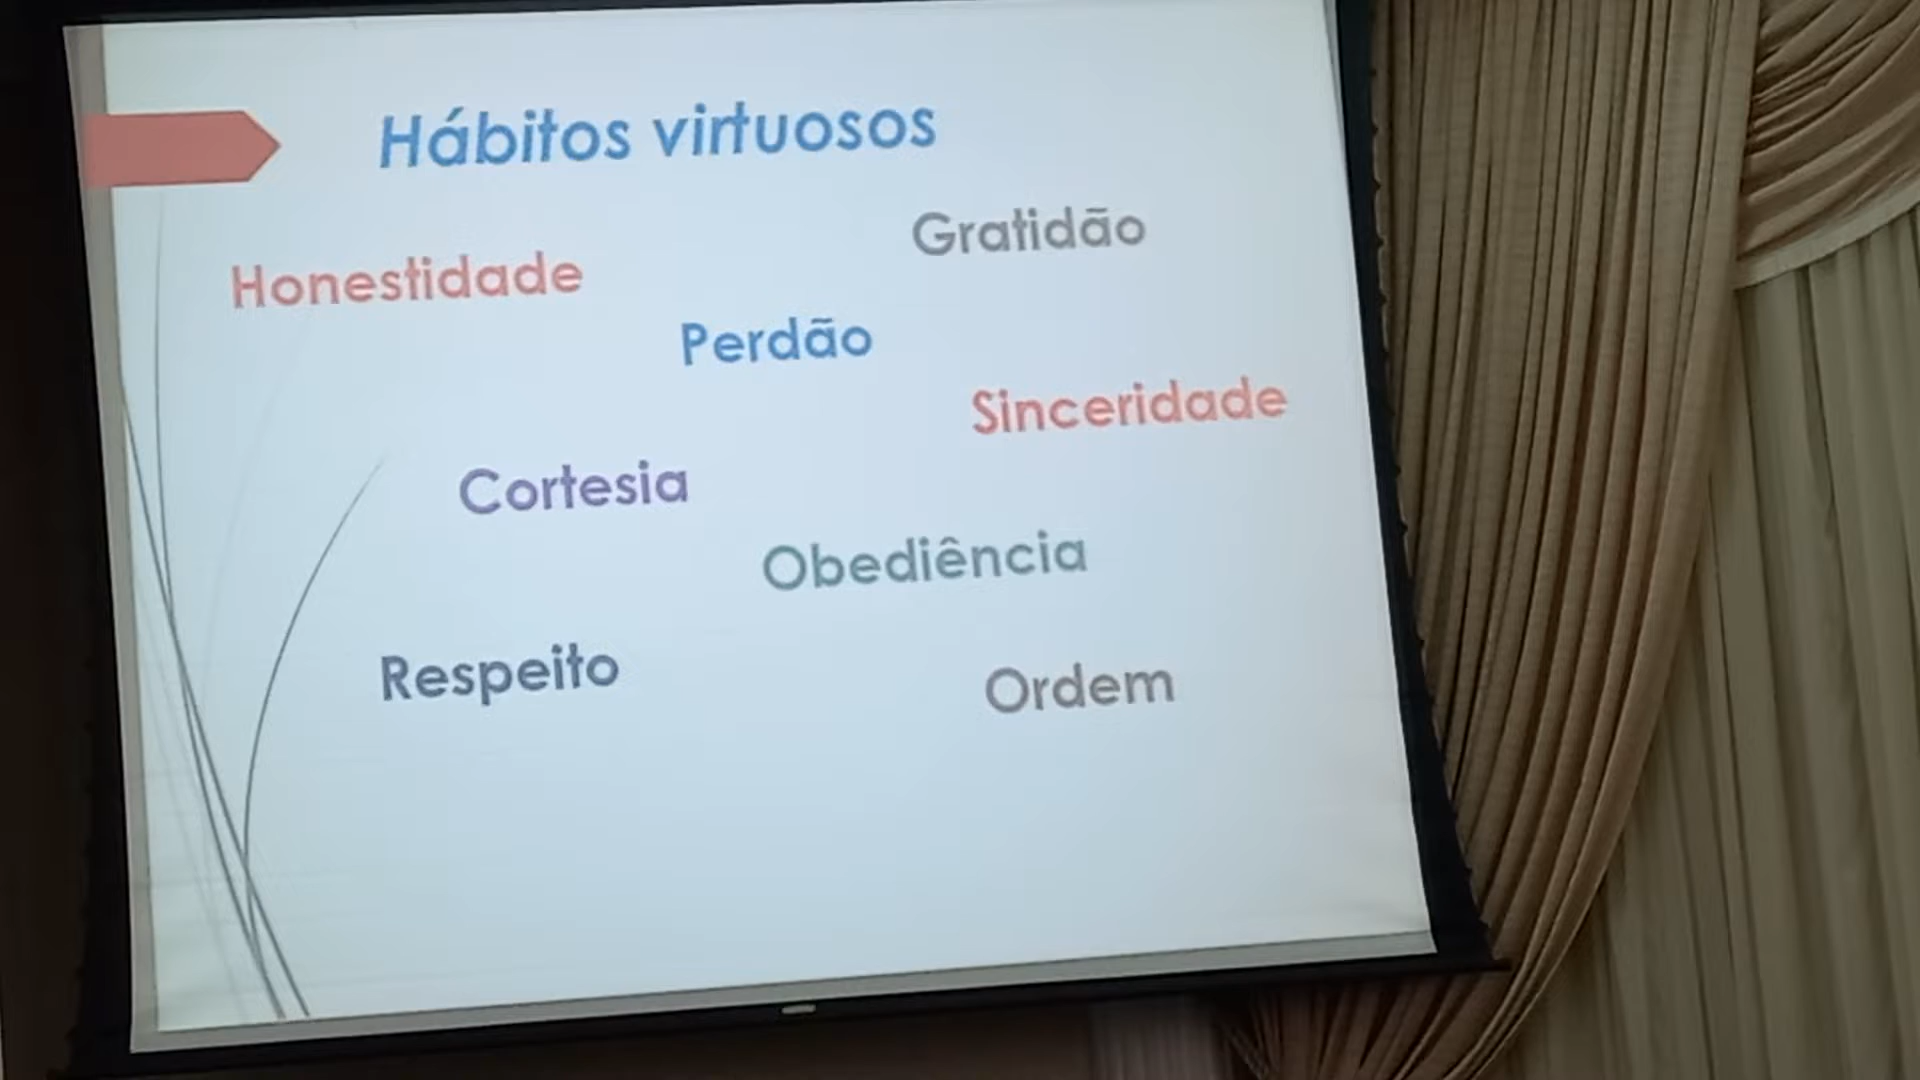 Hábitos virtuosos
Gratidão
Honestidade
Perdão
Sinceridade
Cortesia
Obediência
Respeito
Ordem